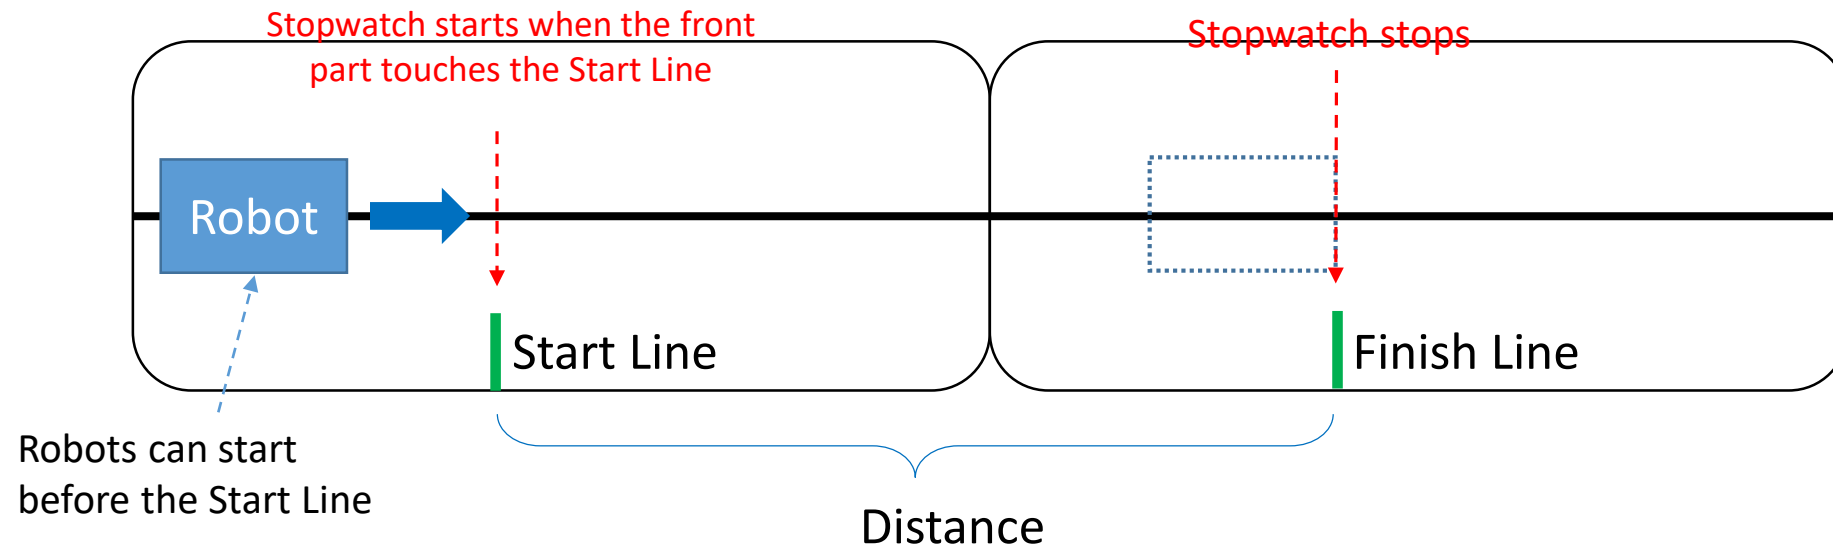 Stopwatch starts when the front
part touches the Start Line
Stopwatch stops
Robot
Start Line
Finish Line
Robots can start
before the Start Line
Distance